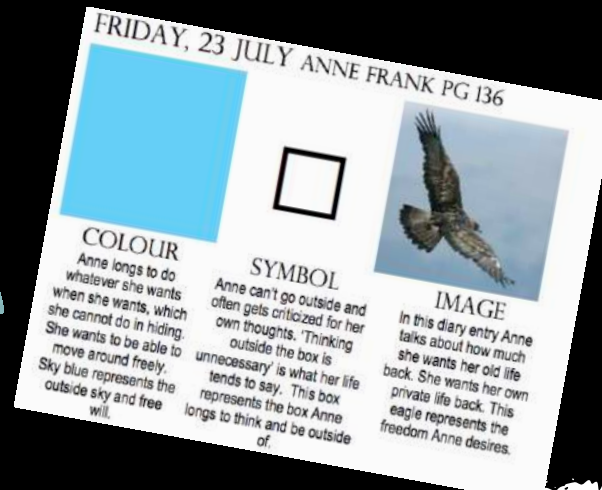 FRIDAY, 23 JULY ANNE FRANK PG 136
COLOUR
Anne longs to do
whatever she wants
when she wants, which
she cannot do in hiding.
She wants to be able to
move around freely.
Sky blue represents the
outside sky and free
will.
SYMBOL
Anne can't go outside and
often gets criticized for her
own thoughts. 'Thinking
outside the box is
unnecessary' is what her life
tends to say. This box
represents the box Anne
longs to think and be outside
of.
IMAGE
In this diary entry Anne
talks about how much
she wants her old life
back. She wants her own
private life back. This
eagle represents the
freedom Anne desires.